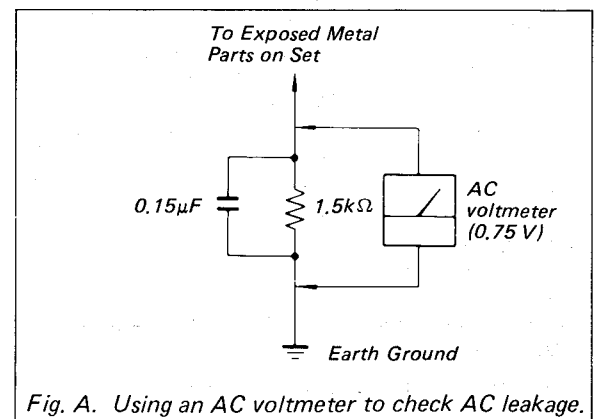 To Exposed Metal
Parts on Set
0.15μF
1.5kΩ
AC
voltmeter
(0.75 V)
Earth Ground
Fig. A. Using an AC voltmeter to check AC leakage.